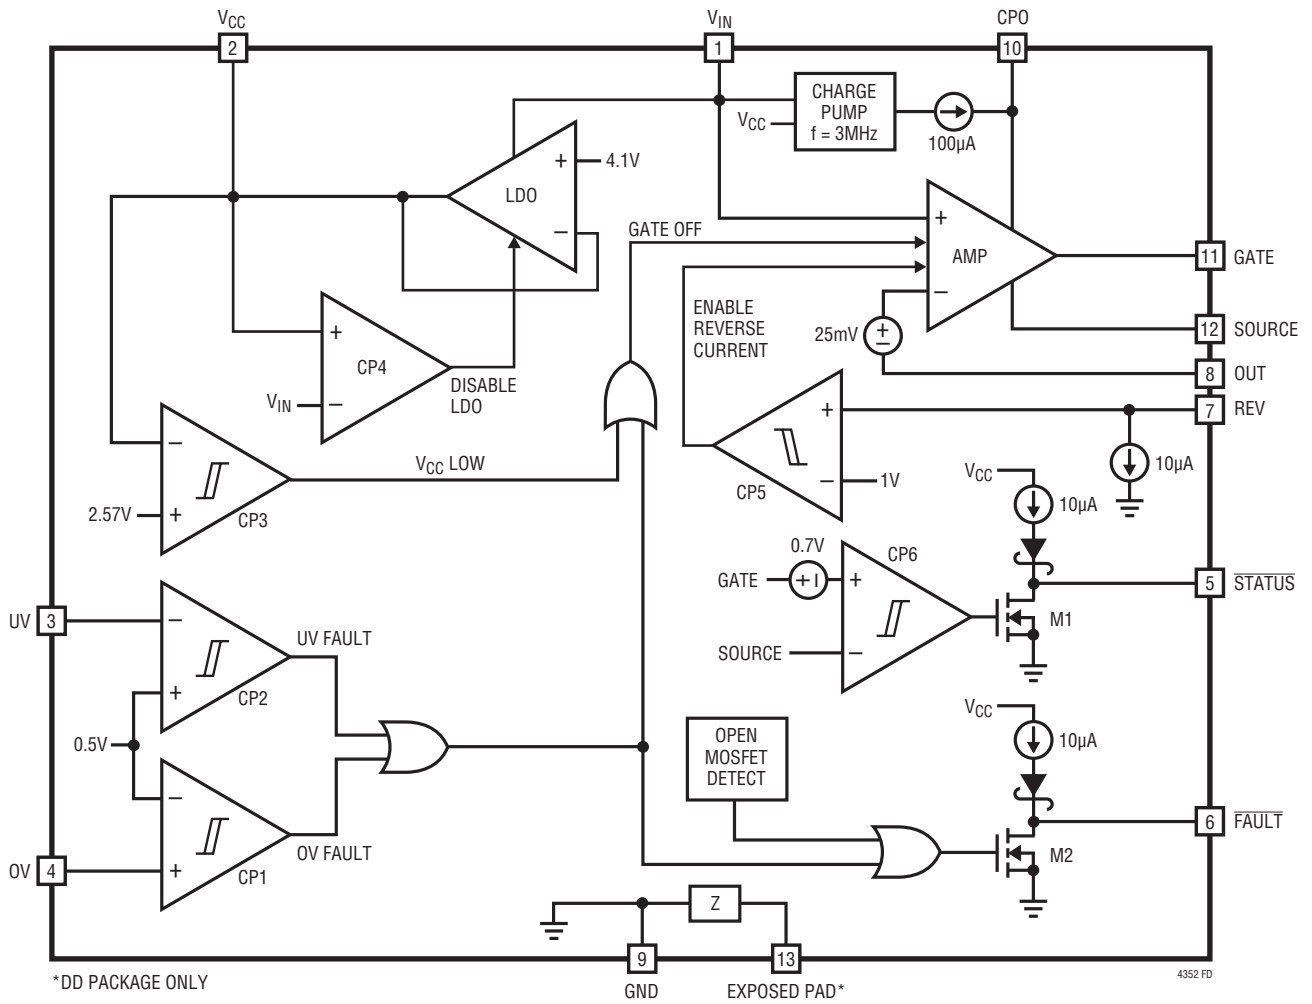 VCC
2
VIN
1
CPO
10
CHARGE
PUMP
f = 3MHz
VCC
100µA
+
4.1V
LDO
−
GATE OFF
+
AMP
−
11
GATE
ENABLE
REVERSE
CURRENT
25mV
+
−
12
SOURCE
8
OUT
7
REV
+
CP4
VIN
−
DISABLE
LDO
−
2.57V
+
CP3
VCC LOW
+
CP5
−
1V
10µA
VCC
10µA
0.7V
GATE
+
CP6
SOURCE
−
M1
5
STATUS
UV
3
−
UV FAULT
+
CP2
0.5V
−
OV FAULT
OV
4
+
CP1
OPEN
MOSFET
DETECT
VCC
10µA
6
FAULT
M2
Z
9
GND
13
EXPOSED PAD*
*DD PACKAGE ONLY
4352 FD